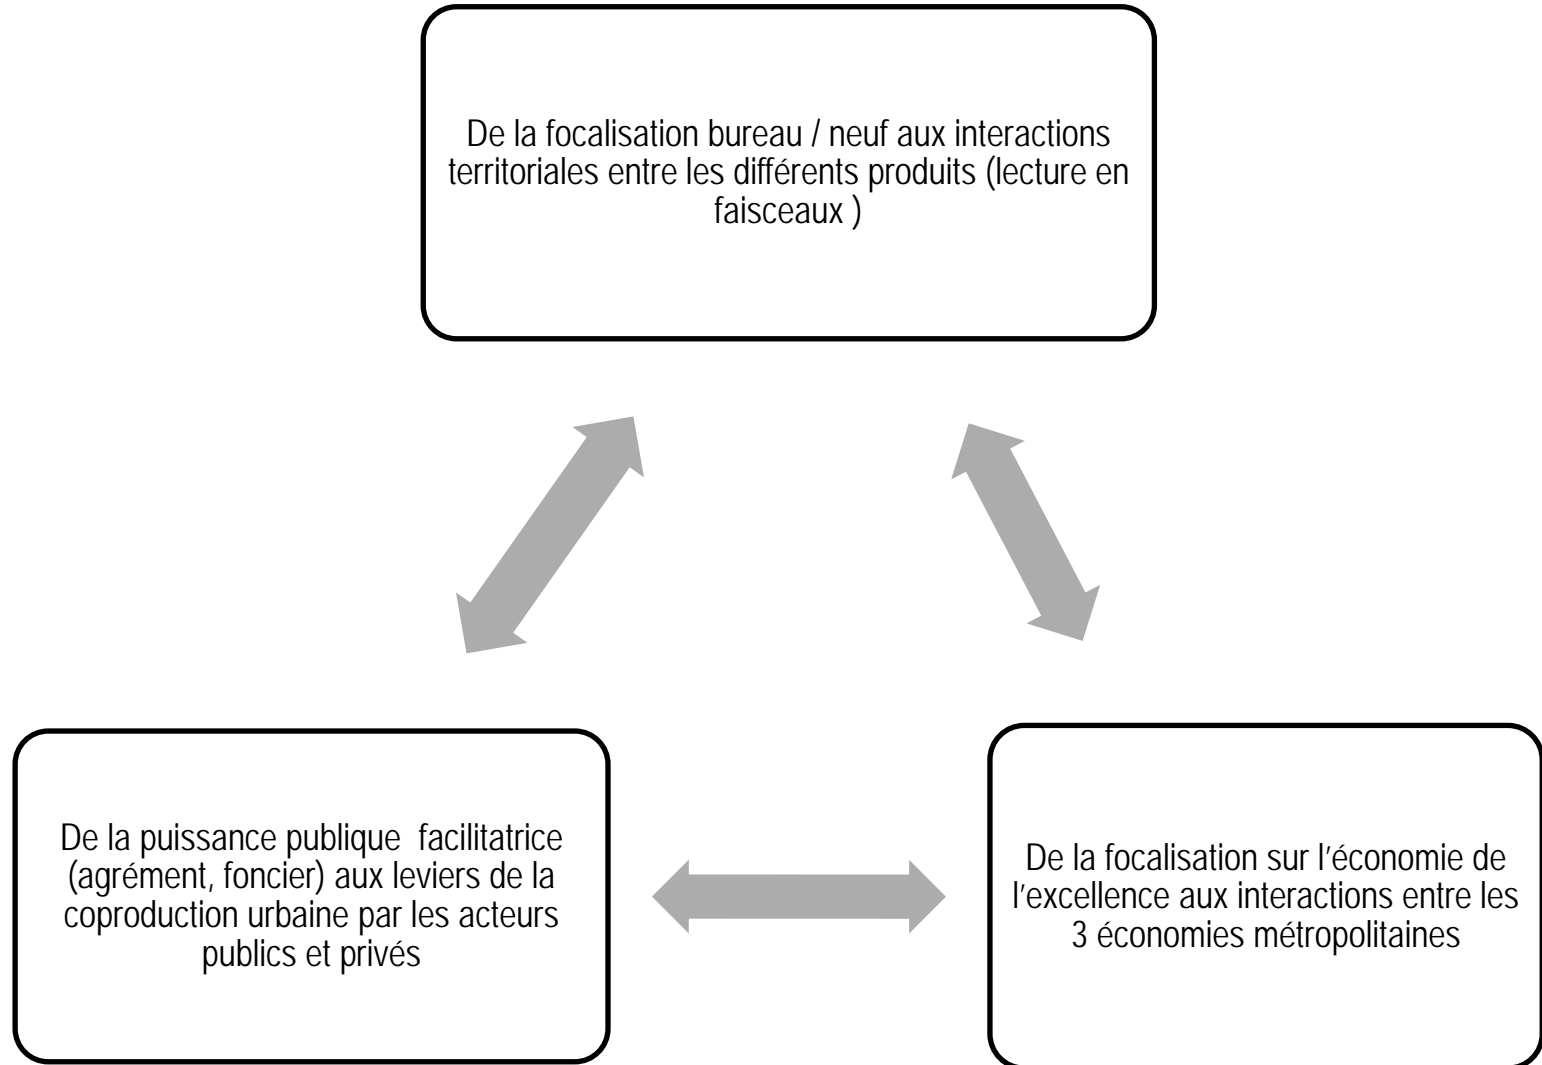 De la focalisation bureau / neuf aux interactions
territoriales entre les différents produits (lecture en
faisceaux )
De la puissance publique  facilitatrice
(agrément, foncier) aux leviers de la
coproduction urbaine par les acteurs
publics et privés
De la focalisation sur l’économie de
l’excellence aux interactions entre les
3 économies métropolitaines